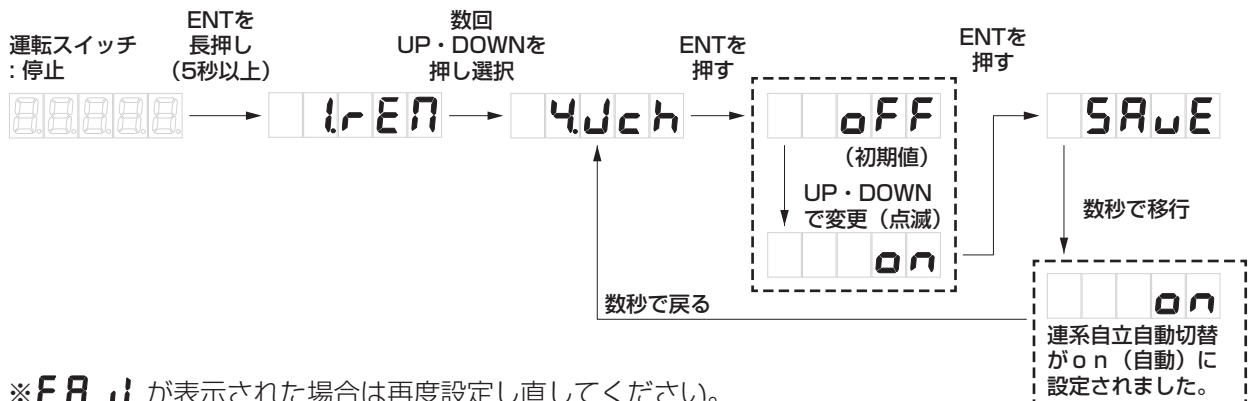 運転スイッチ
: 停止
8.8.8.8.8.
ENTを
長押し
(5秒以上)
1.rEM
数回
UP・DOWNを
押し選択
4.Jch
ENTを
押す
oFF
(初期値)
UP・DOWN
で変更(点滅)
on
ENTを
押す
SAvE
数秒で移行
on
連系自立自動切替
がon(自動)に
設定されました。
数秒で戻る
が表示された場合は再度設定し直してください。